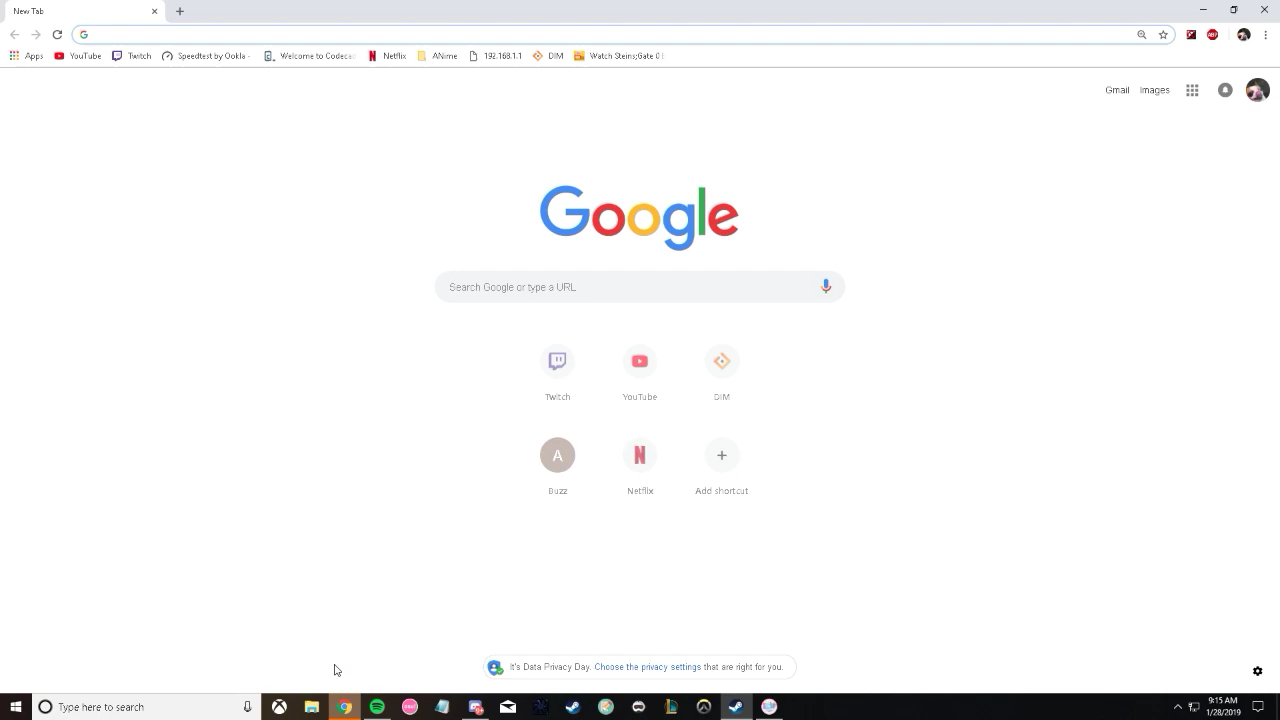 New Tab
Apps YouTube Twitch Speedtest by Ookla - Welcome to Codeca Netflix ANime 192.168.1.1 DIM Watch Steins;Gate 0 E
Gmail Images
Google
Search Google or type a URL
Twitch YouTube DIM
A
Buzz Netflix Add shortcut
It's Data Privacy Day. Choose the privacy settings that are right for you.
Type here to search
9:15 AM
1/28/2019